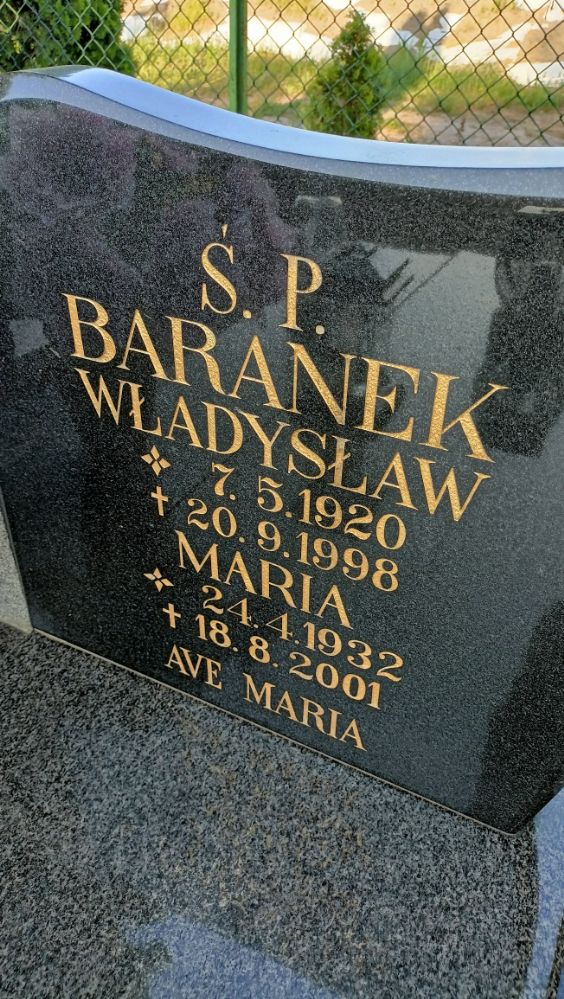 Ś. P.
BARANEK
WŁADYSŁAW
7. 5.1920
✝ 20. 9.1998
MARIA
24.4.1932
✝ 18. 8. 2001
AVE MARIA